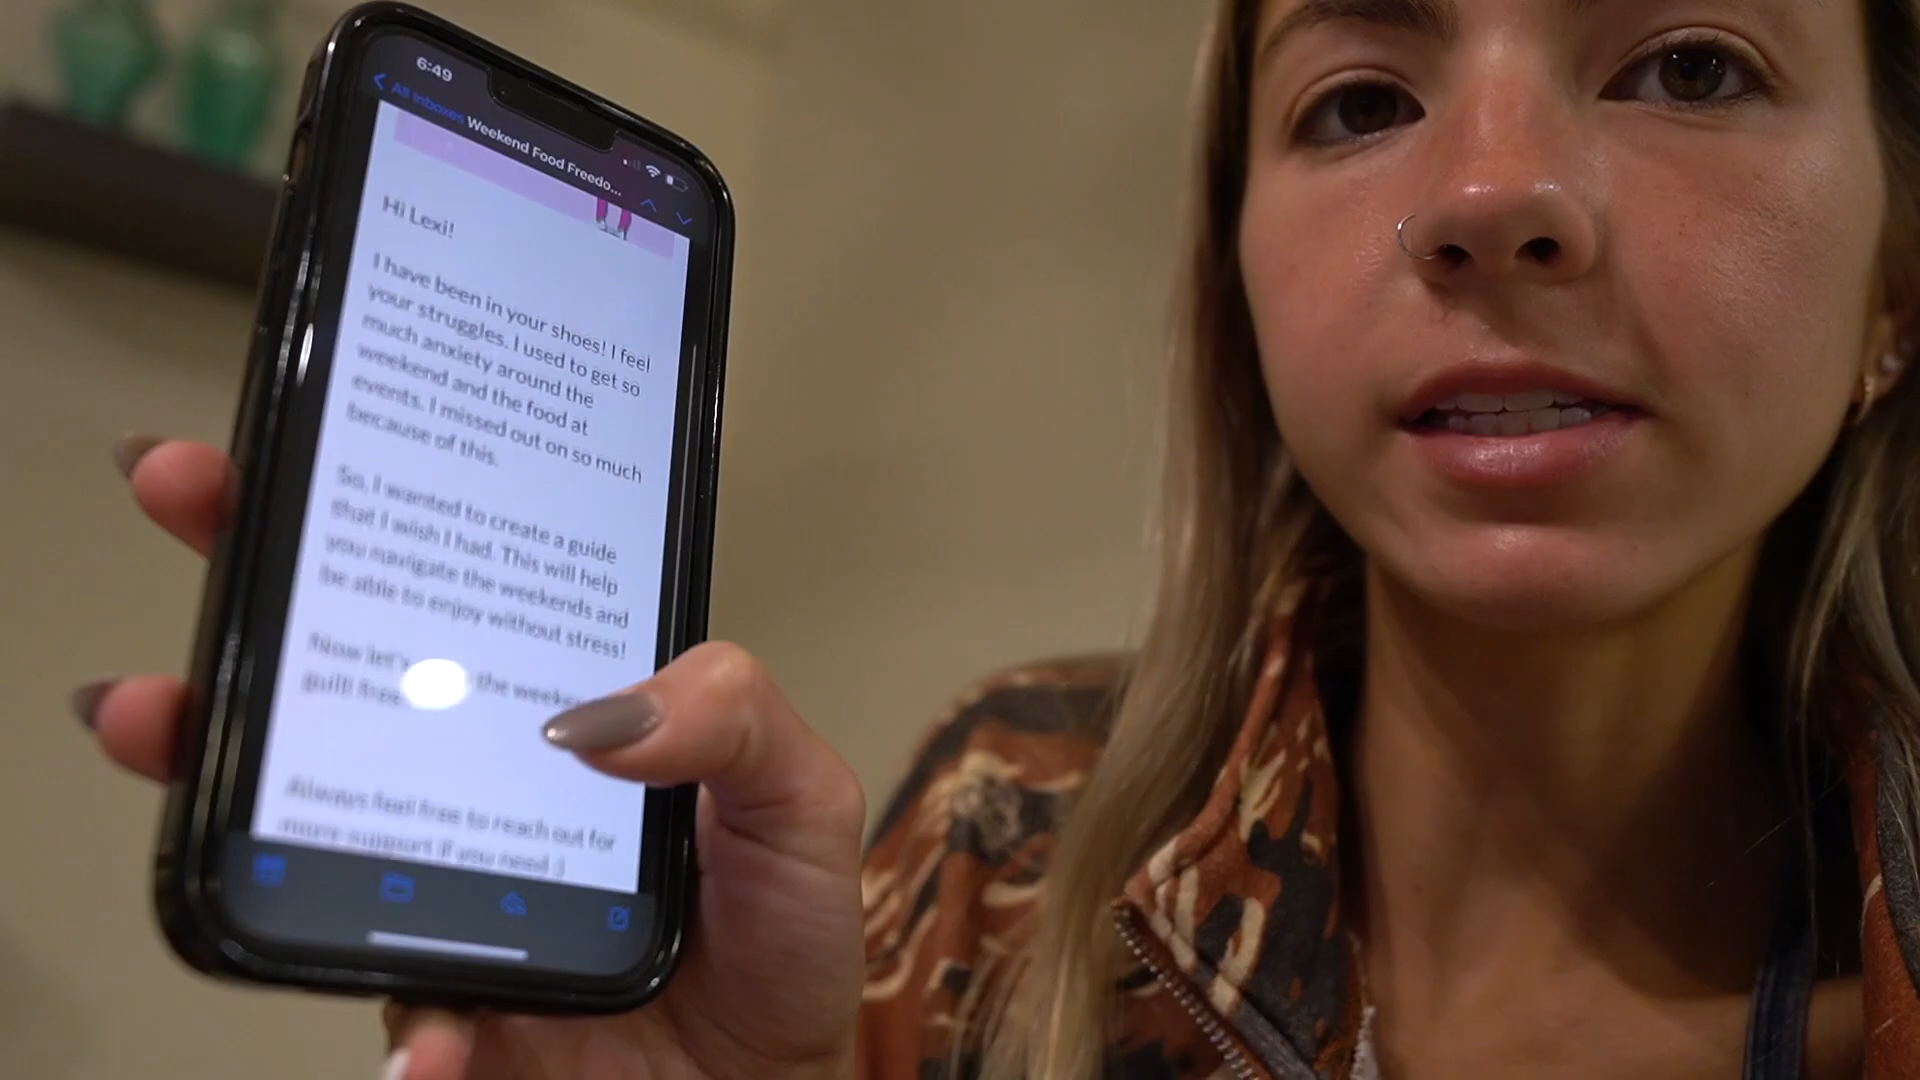 6:49
All Inboxes Weekend Food Freedo...
Hi Lexi!
I have been in your shoes! I feel
your struggles. I used to get so
much anxiety around the
weekend and the food at
events. I missed out on so much
because of this.
So, I wanted to create a guide
that I wish I had. This will help
you navigate the weekends and
be able to enjoy without stress!
Now let's the
guilt free
Always feel free to reach out for
more support if you need :)